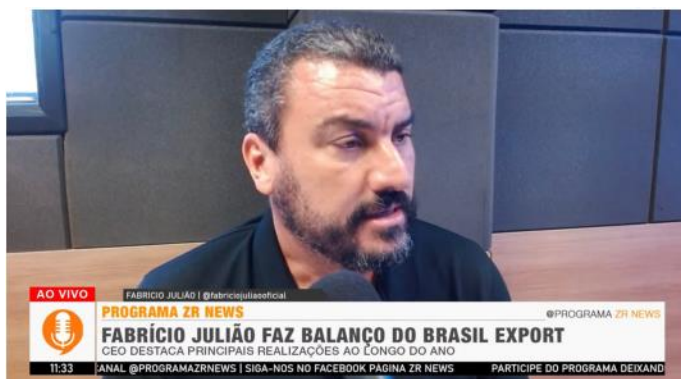 AO VIVO
FABRICIO JULIÃO | @fabriciojuliaooficial
PROGRAMA ZR NEWS
@PROGRAMA ZR NEWS
FABRÍCIO JULIÃO FAZ BALANÇO DO BRASIL EXPORT
CEO DESTACA PRINCIPAIS REALIZAÇÕES AO LONGO DO ANO
11:33
CANAL @PROGRAMAZRNEWS | SIGA-NOS NO FACEBOOK PAGINA ZR NEWS PARTICIPE DO PROGRAMA DEIXAND